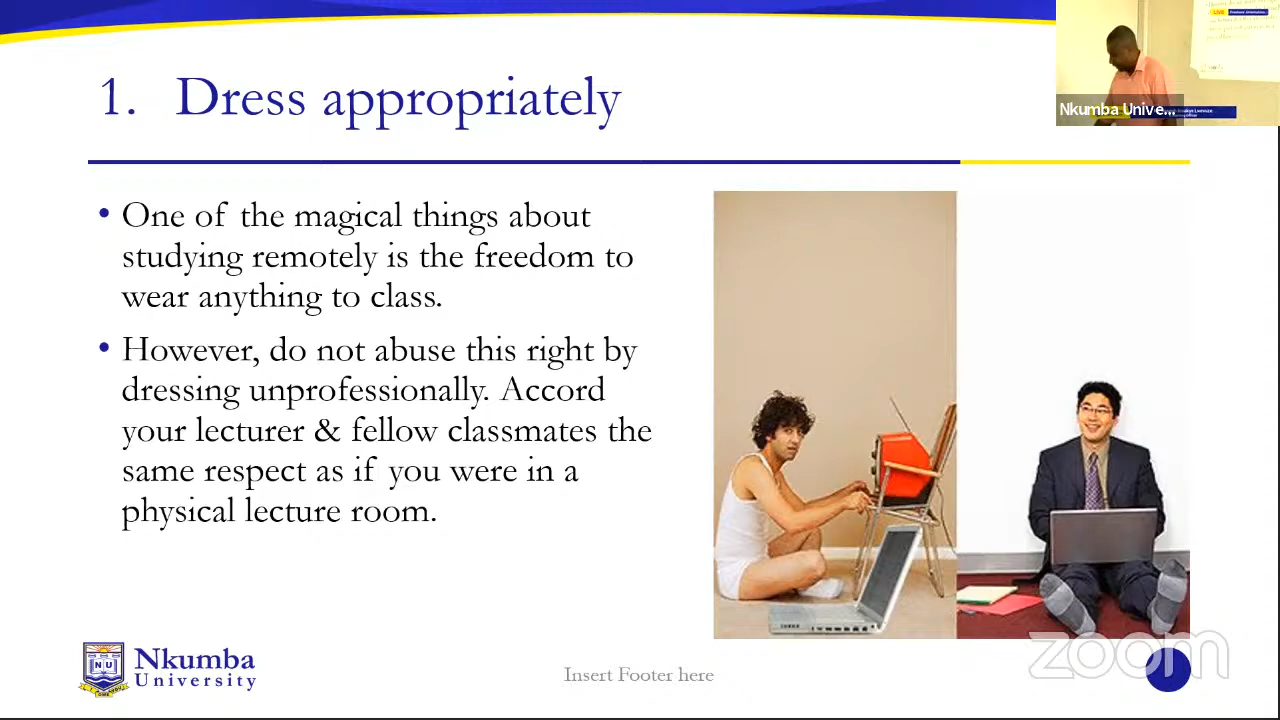 1. Dress appropriately
• One of the magical things about
studying remotely is the freedom to
wear anything to class.
• However, do not abuse this right by
dressing unprofessionally. Accord
your lecturer & fellow classmates the
same respect as if you were in a
physical lecture room.
Nkumba Unive...
LIVE
NU
Nkumba
University
Insert Footer here
zoom